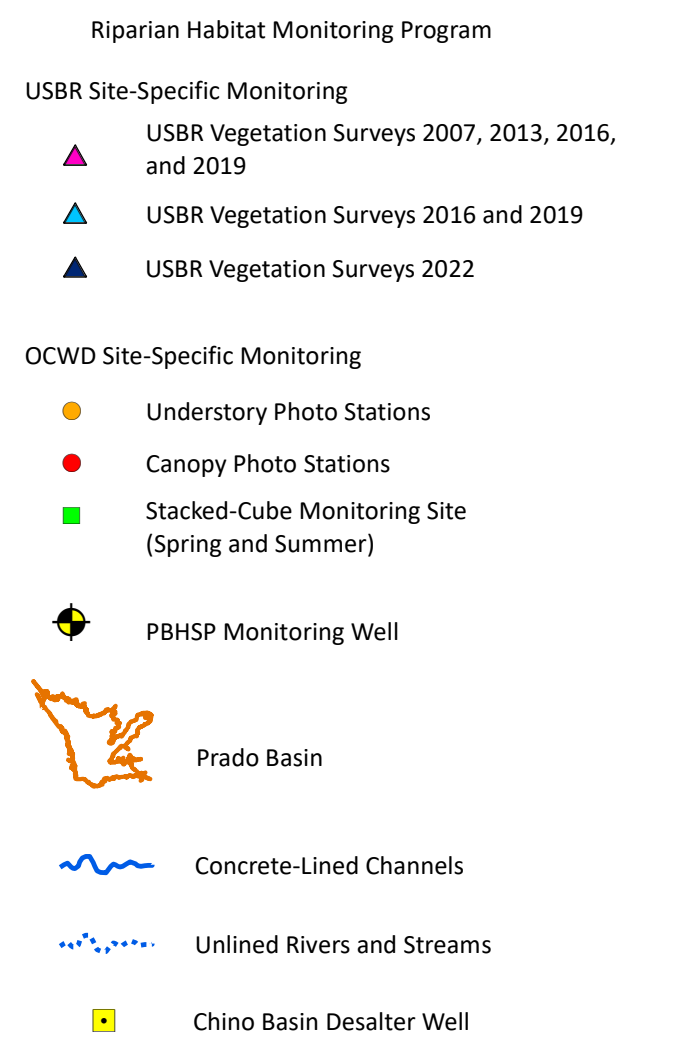 Riparian Habitat Monitoring Program
USBR Site-Specific Monitoring
USBR Vegetation Surveys 2007, 2013, 2016,
and 2019
USBR Vegetation Surveys 2016 and 2019
USBR Vegetation Surveys 2022
OCWD Site-Specific Monitoring
Understory Photo Stations
Canopy Photo Stations
Stacked-Cube Monitoring Site
(Spring and Summer)
PBHSP Monitoring Well
Prado Basin
Concrete-Lined Channels
Unlined Rivers and Streams
Chino Basin Desalter Well